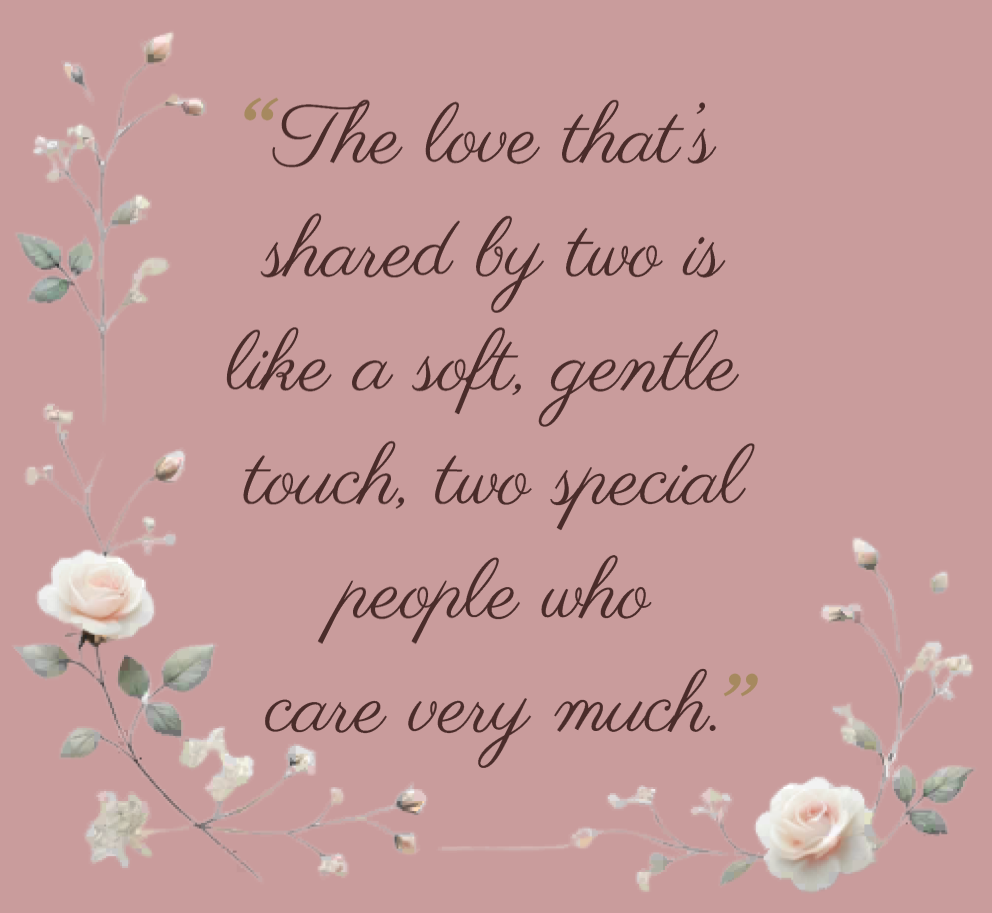 “The love that’s
shared by two is
like a soft, gentle
touch, two special
people who
care very much.”